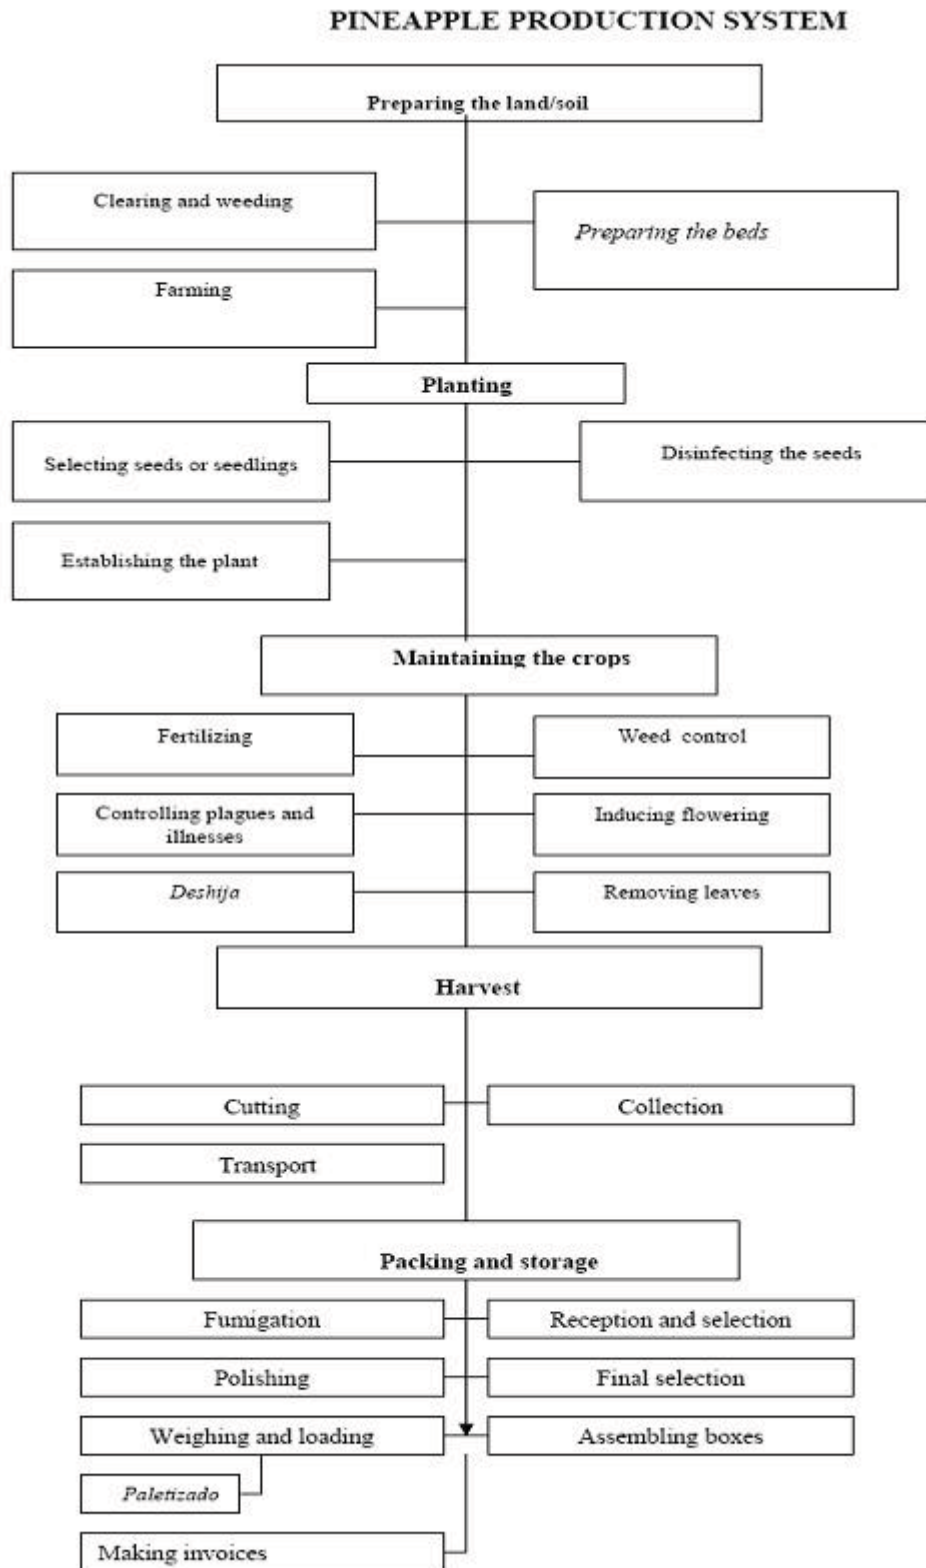 PINEAPPLE PRODUCTION SYSTEM
Preparing the land/soil
Clearing and weeding
Preparing the beds
Farming
Planting
Selecting seeds or seedlings
Disinfecting the seeds
Establishing the plant
Maintaining the crops
Fertilizing
Weed control
Controlling plagues and
illnesses
Inducing flowering
Deshija
Removing leaves
Harvest
Cutting
Collection
Transport
Packing and storage
Fumigation
Reception and selection
Polishing
Final selection
Weighing and loading
Assembling boxes
Paletizado
Making invoices